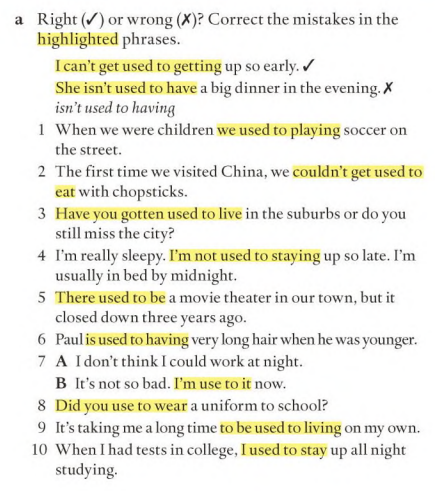 a Right (✓) or wrong (✗)? Correct the mistakes in the
highlighted phrases.
I can't get used to getting up so early. ✓
She isn't used to have a big dinner in the evening. ✗
isn't used to having
1 When we were children we used to playing soccer on
the street.
2 The first time we visited China, we couldn't get used to
eat with chopsticks.
3 Have you gotten used to live in the suburbs or do you
still miss the city?
4 I'm really sleepy. I'm not used to staying up so late. I'm
usually in bed by midnight.
5 There used to be a movie theater in our town, but it
closed down three years ago.
6 Paul is used to having very long hair when he was younger.
7 A I don't think I could work at night.
B It's not so bad. I'm use to it now.
8 Did you use to wear a uniform to school?
9 It's taking me a long time to be used to living on my own.
10 When I had tests in college, I used to stay up all night
studying.